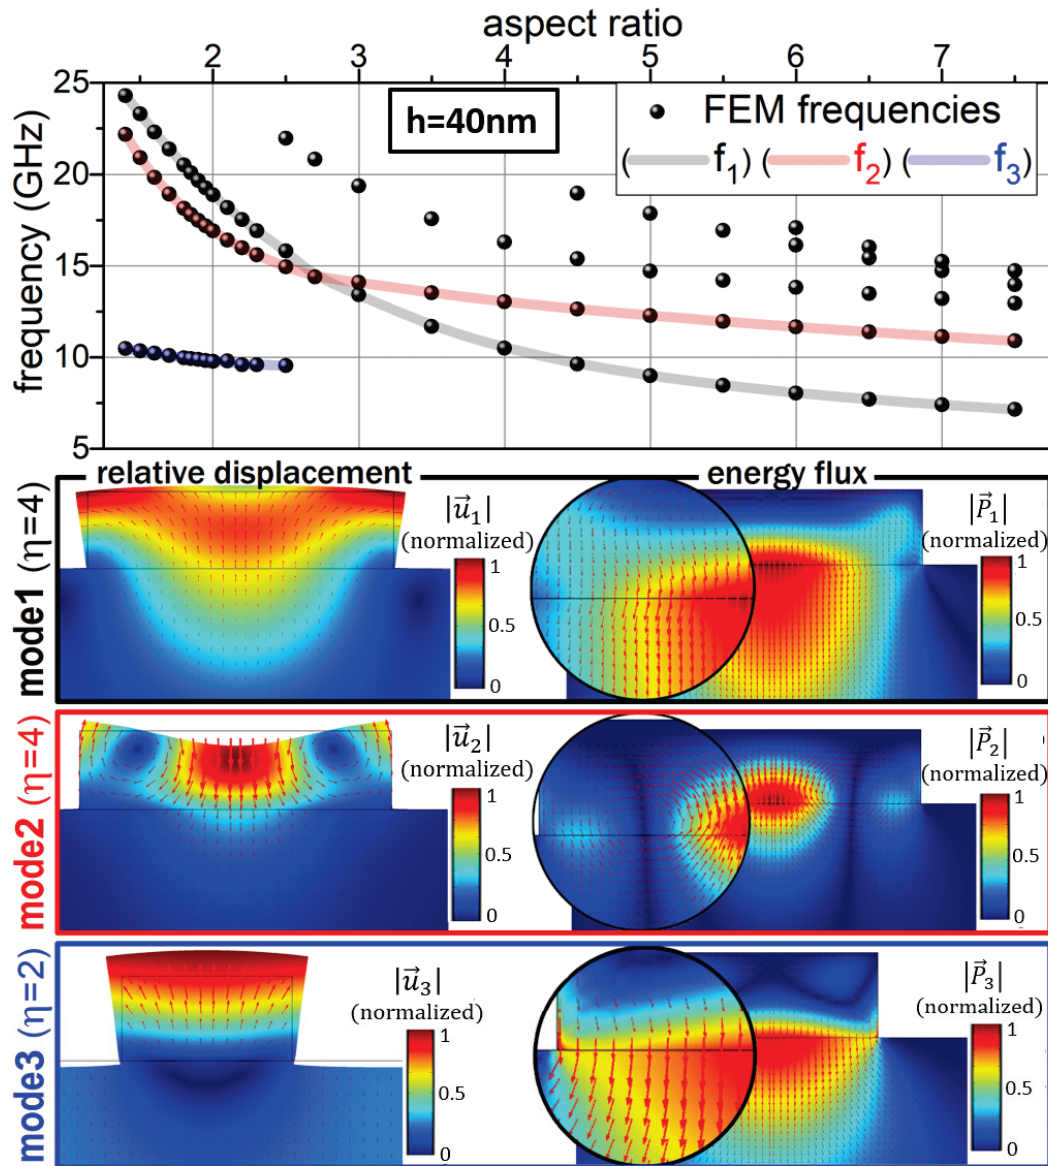 aspect ratio
2 3 4 5 6 7
25
20
15
10
5
frequency (GHz)
h=40nm
FEM frequencies
( f₁) ( f₂) ( f₃)
relative displacement
energy flux
mode1 (η=4)
|u⃗₁|
(normalized)
1
0.5
0
|P⃗₁|
(normalized)
1
0.5
0
mode2 (η=4)
|u⃗₂|
(normalized)
1
0.5
0
|P⃗₂|
(normalized)
1
0.5
0
mode3 (η=2)
|u⃗₃|
(normalized)
1
0.5
0
|P⃗₃|
(normalized)
1
0.5
0